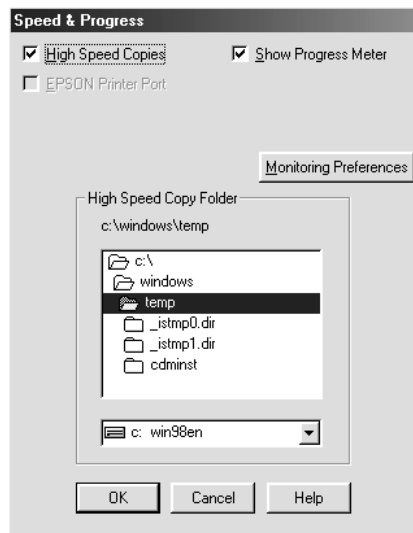 Speed & Progress
High Speed Copies
Show Progress Meter
EPSON Printer Port
Monitoring Preferences
High Speed Copy Folder
c:\windows\temp
c:\
windows
temp
_istmp0.dir
_istmp1.dir
cdminst
c: win98en
OK
Cancel
Help